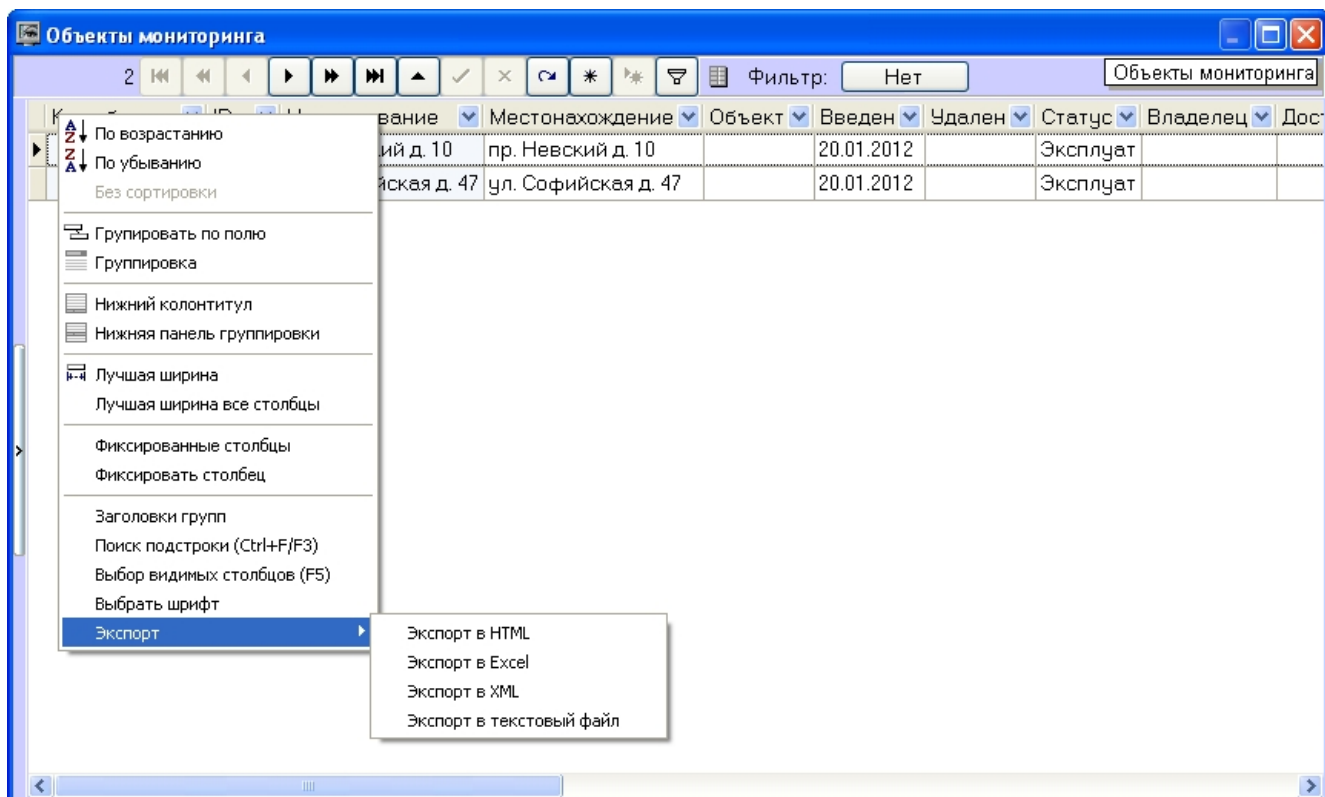 Объекты мониторинга
2 Фильтр: Нет Объекты мониторинга
вание Местонахождение Объект Введен Удален Статус Владелец Дос
ий д. 10 пр. Невский д. 10 20.01.2012 Эксплуат
йская д. 47 ул. Софийская д. 47 20.01.2012 Эксплуат
По возрастанию
По убыванию
Без сортировки
Групировать по полю
Группировка
Нижний колонтитул
Нижняя панель группировки
Лучшая ширина
Лучшая ширина все столбцы
Фиксированные столбцы
Фиксировать столбец
Заголовки групп
Поиск подстроки (Ctrl+F/F3)
Выбор видимых столбцов (F5)
Выбрать шрифт
Экспорт
Экспорт в HTML
Экспорт в Excel
Экспорт в XML
Экспорт в текстовый файл